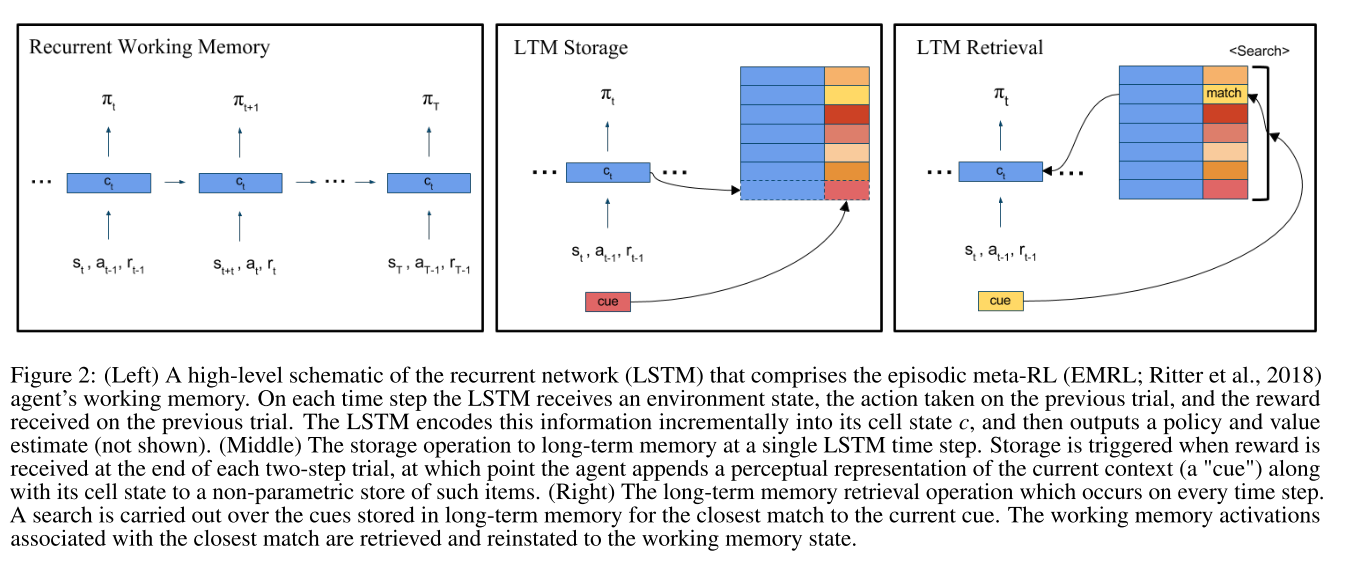 Recurrent Working Memory
π_t
π_{t+1}
π_T
...
c_t
c_t
...
c_t
s_t , a_{t-1}, r_{t-1}
s_{t+t} , a_t, r_t
s_T , a_{T-1}, r_{T-1}
LTM Storage
π_t
...
c_t
...
s_t , a_{t-1}, r_{t-1}
cue
LTM Retrieval
<Search>
π_t
match
...
c_t
...
s_t , a_{t-1}, r_{t-1}
cue
Figure 2: (Left) A high-level schematic of the recurrent network (LSTM) that comprises the episodic meta-RL (EMRL; Ritter et al., 2018)
agent's working memory. On each time step the LSTM receives an environment state, the action taken on the previous trial, and the reward
received on the previous trial. The LSTM encodes this information incrementally into its cell state c, and then outputs a policy and value
estimate (not shown). (Middle) The storage operation to long-term memory at a single LSTM time step. Storage is triggered when reward is
received at the end of each two-step trial, at which point the agent appends a perceptual representation of the current context (a "cue") along
with its cell state to a non-parametric store of such items. (Right) The long-term memory retrieval operation which occurs on every time step.
A search is carried out over the cues stored in long-term memory for the closest match to the current cue. The working memory activations
associated with the closest match are retrieved and reinstated to the working memory state.